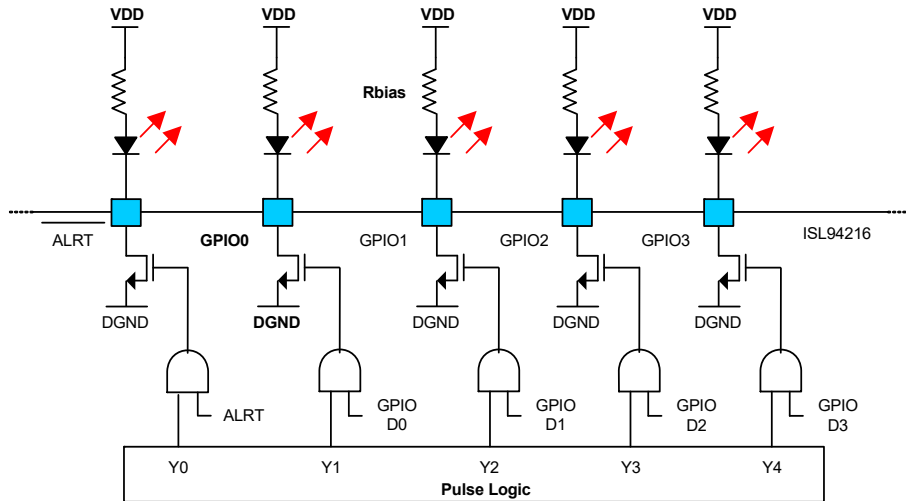 VDD VDD VDD VDD VDD
Rbias
ALRT GPIO0 GPIO1 GPIO2 GPIO3 ISL94216
DGND DGND DGND DGND DGND
ALRT GPIO GPIO GPIO GPIO
D0 D1 D2 D3
Y0 Y1 Y2 Y3 Y4
Pulse Logic